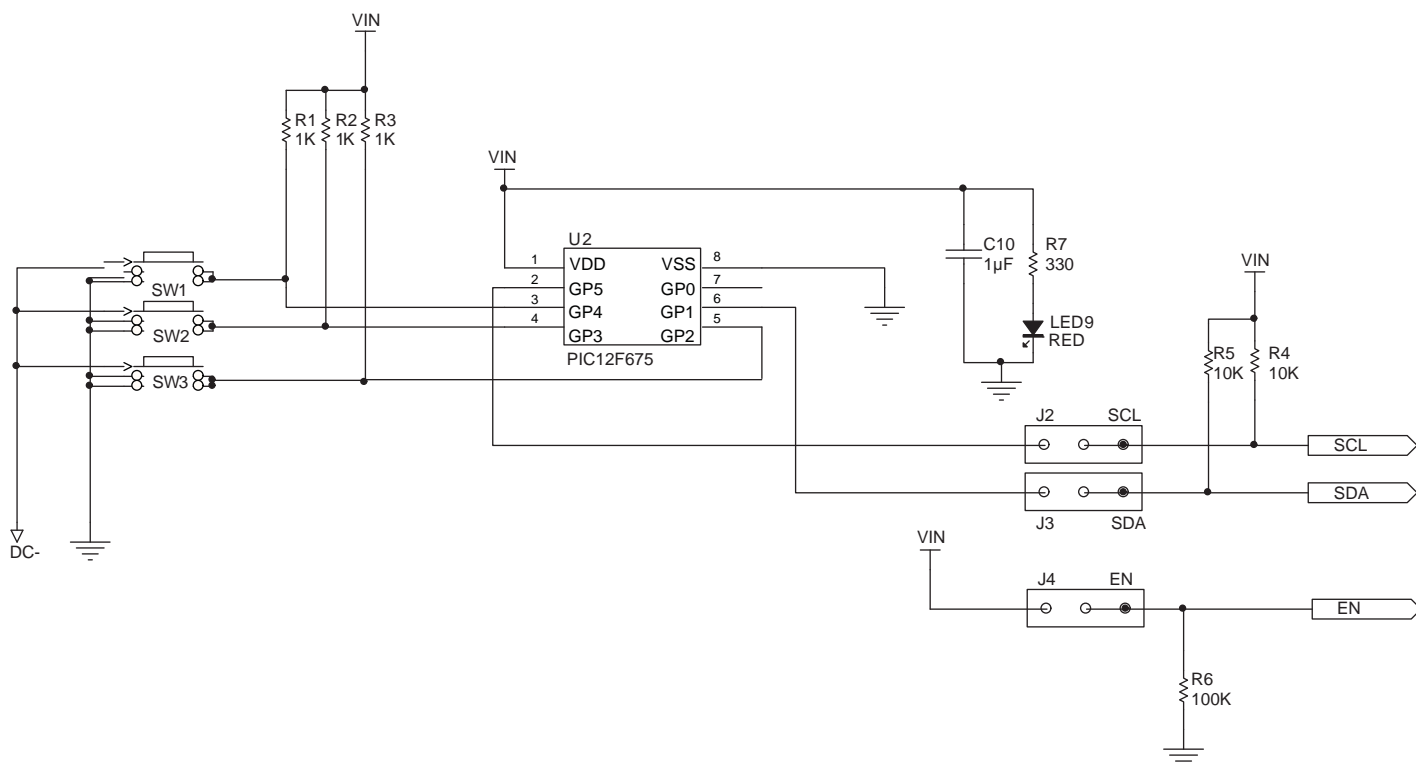 VIN
R1
1K
R2
1K
R3
1K
VIN
U2
1
VDD
VSS
8
2
GP5
GP0
7
3
GP4
GP1
6
4
GP3
GP2
5
PIC12F675
C10
1µF
R7
330
LED9
RED
VIN
R5
10K
R4
10K
SW1
SW2
SW3
J2
SCL
SCL
J3
SDA
SDA
DC-
VIN
J4
EN
EN
R6
100K